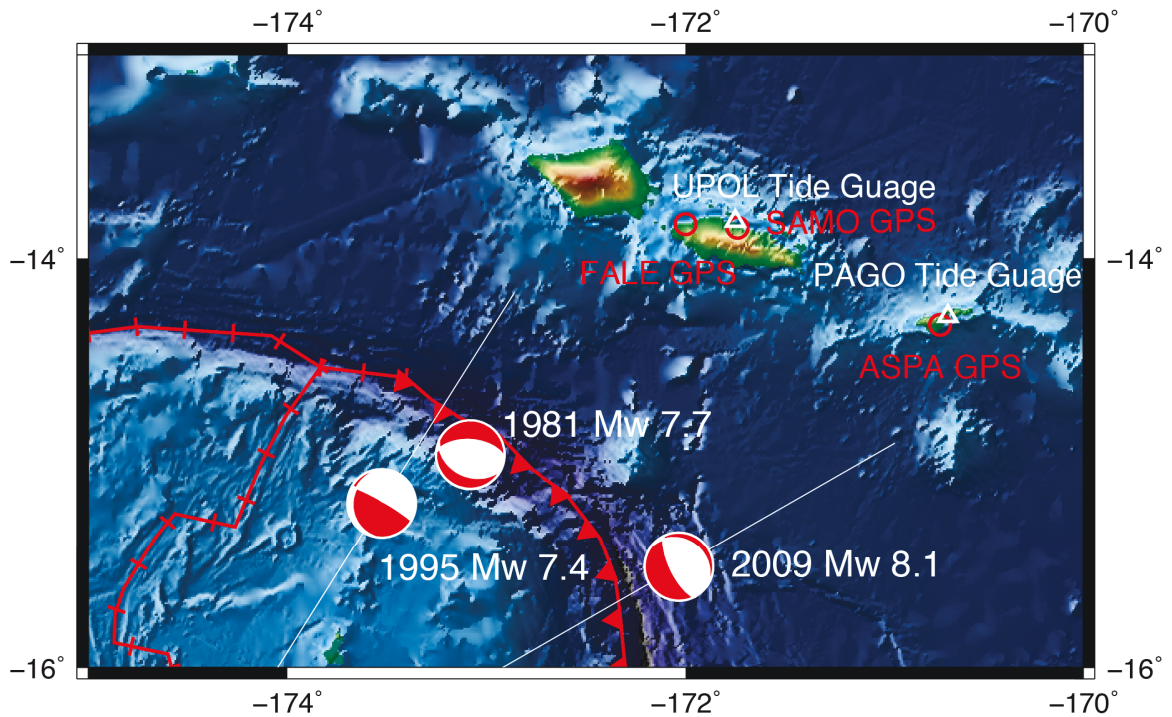 −174° −172° −170°
UPOL Tide Guage
SAMO GPS
−14° −14°
FALE GPS
PAGO Tide Guage
ASPA GPS
1981 Mw 7.7
1995 Mw 7.4
2009 Mw 8.1
−16° −16°
−174° −172° −170°